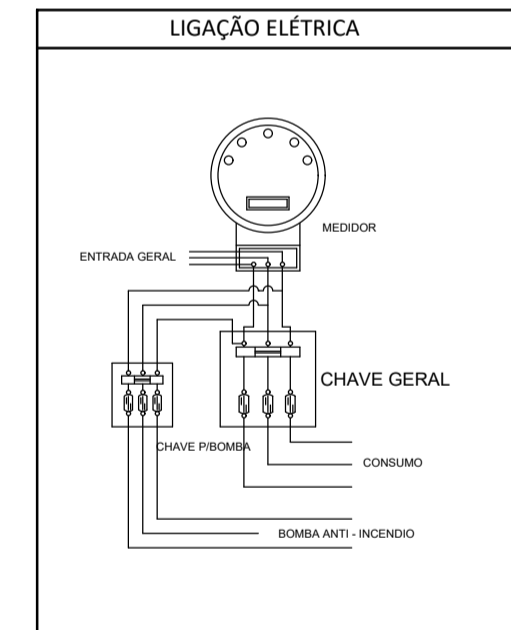 LIGAÇÃO ELÉTRICA
MEDIDOR
ENTRADA GERAL
CHAVE GERAL
CHAVE P/BOMBA
CONSUMO
BOMBA ANTI - INCENDIO